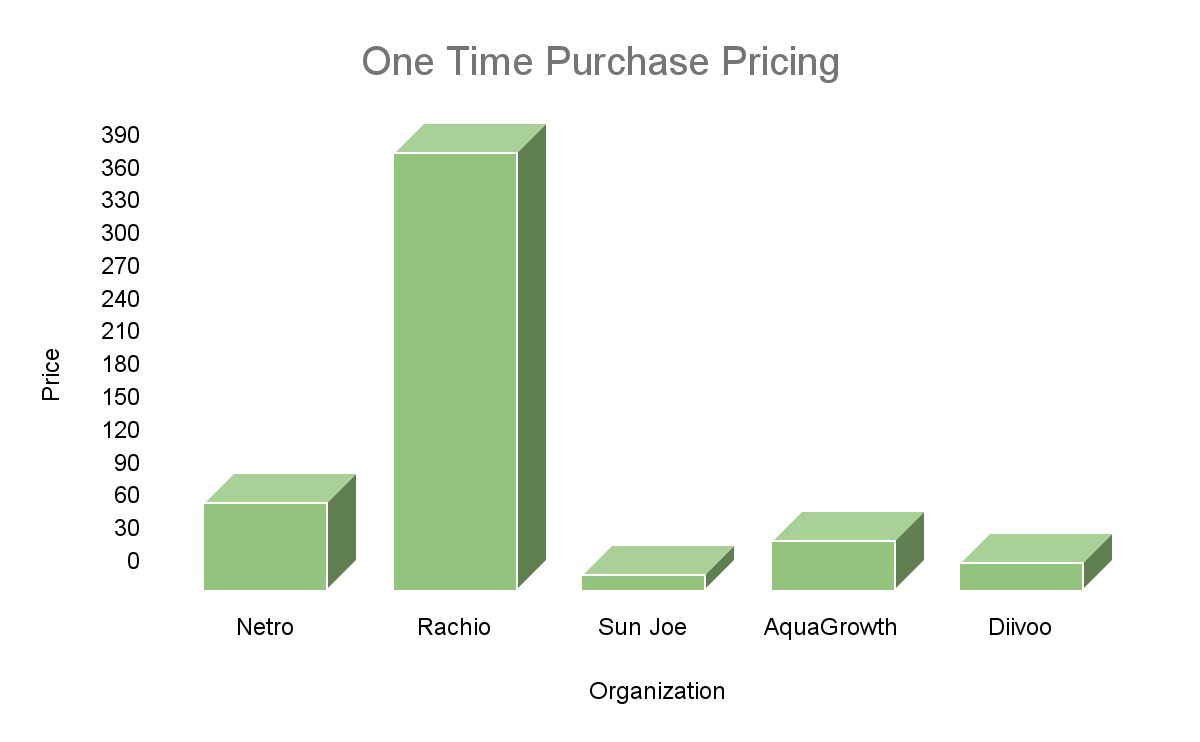 One Time Purchase Pricing
390
360
330
300
270
240
210
180
150
120
90
60
30
0
Price
Netro
Rachio
Sun Joe
AquaGrowth
Diivoo
Organization